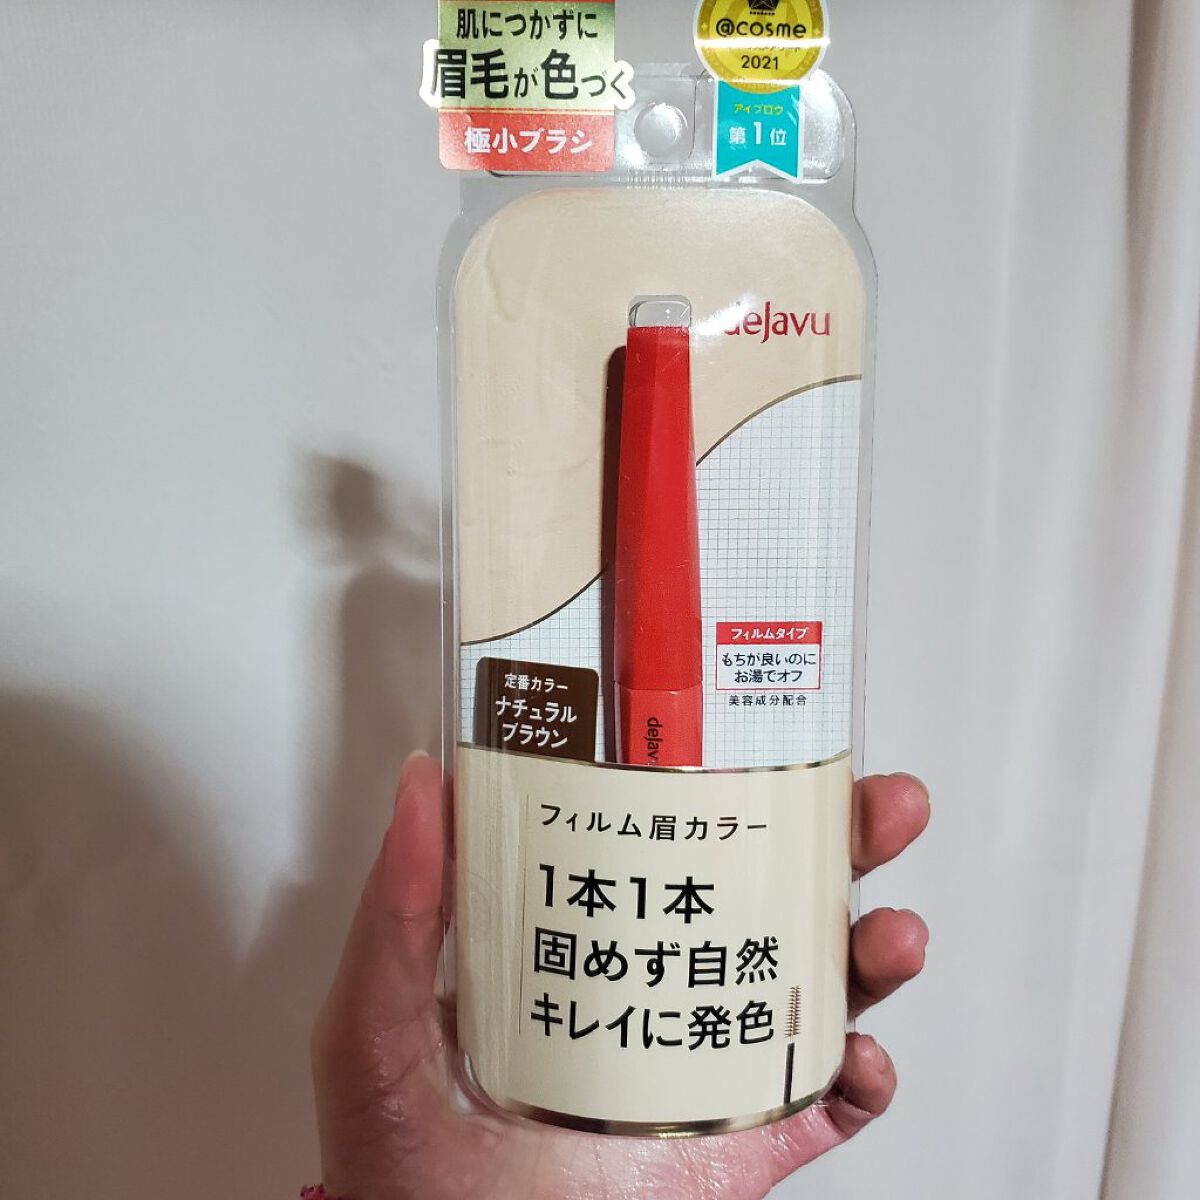 肌につかずに
眉毛が色づく
極小ブラシ
@cosme
2021
アイブロウ
第1位
dejavu
フィルムタイプ
もちが良いのに
お湯でオフ
美容成分配合
定番カラー
ナチュラル
ブラウン
dejav
フィルム眉カラー
1本1本
固めず自然
キレイに発色